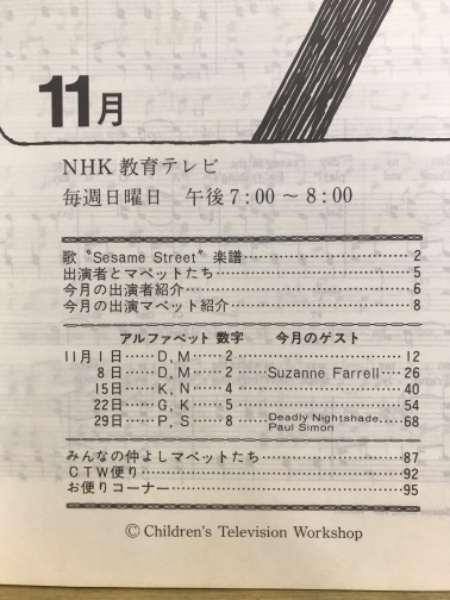 11月
NHK 教育テレビ
毎週日曜日 午後7:00 ～ 8:00
歌〝Sesame Street〟楽譜……………………2
出演者とマペットたち……………………5
今月の出演者紹介……………………6
今月の出演マペット紹介……………………8
アルファベット 数字 今月のゲスト
11月1日……D, M……2……………………12
8日……D, M……2……Suzanne Farrell……26
15日……K, N……4……………………40
22日……G, K……5……………………54
29日……P, S……8……Deadly Nightshade……68
Paul Simon
みんなの仲よしマペットたち……………………87
CTW便り……………………92
お便りコーナー……………………95
© Children's Television Workshop